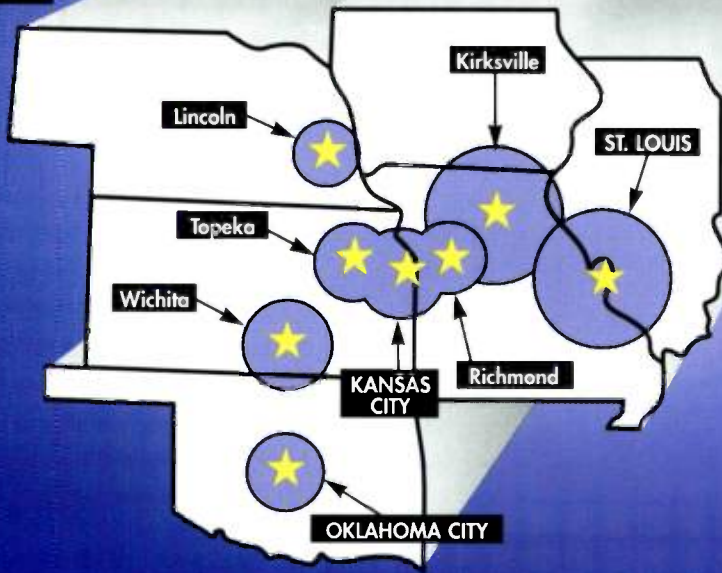 Kirksville
Lincoln
ST. LOUIS
Topeka
Wichita
KANSAS
CITY
Richmond
OKLAHOMA CITY